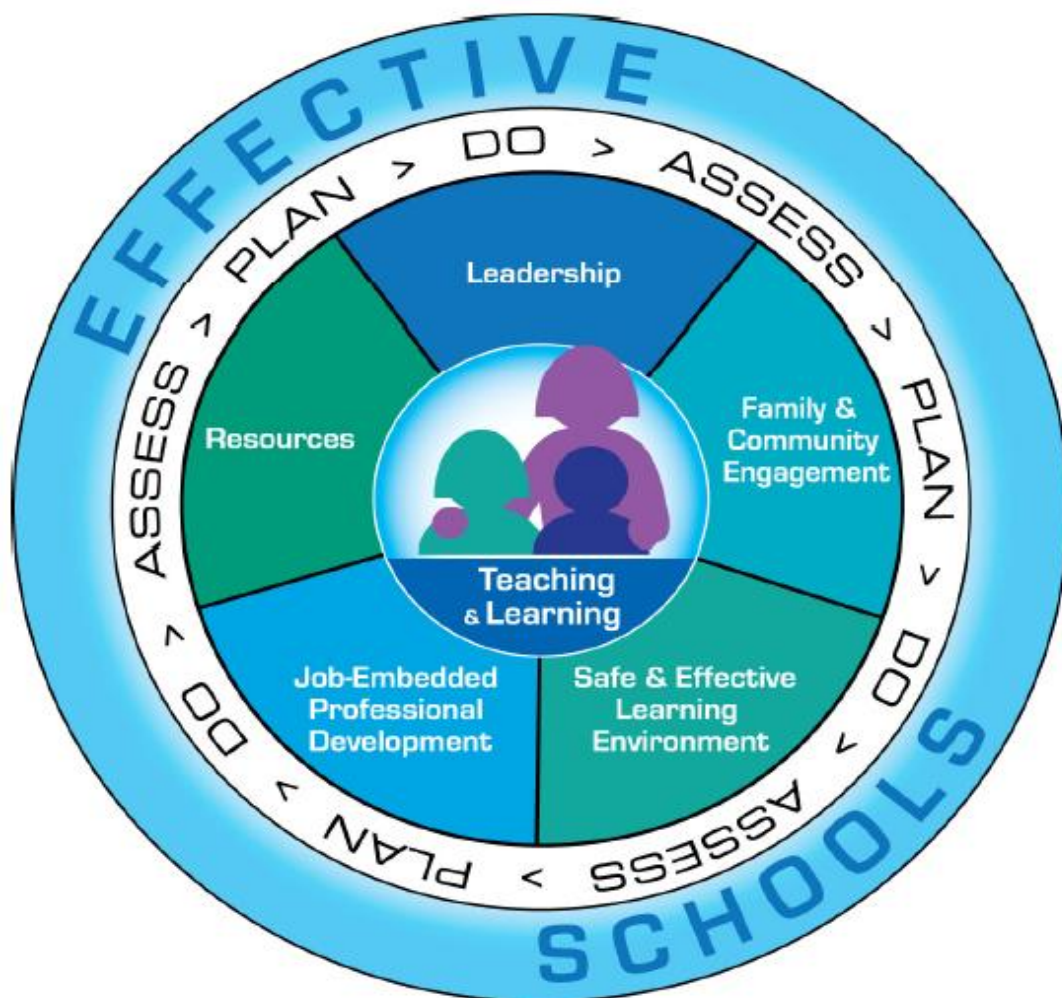 EFFECTIVE
SCHOOLS
PLAN > DO > ASSESS > PLAN > DO > ASSESS > PLAN > DO > ASSESS >
Leadership
Family &
Community
Engagement
Safe & Effective
Learning
Environment
Job-Embedded
Professional
Development
Resources
Teaching
& Learning